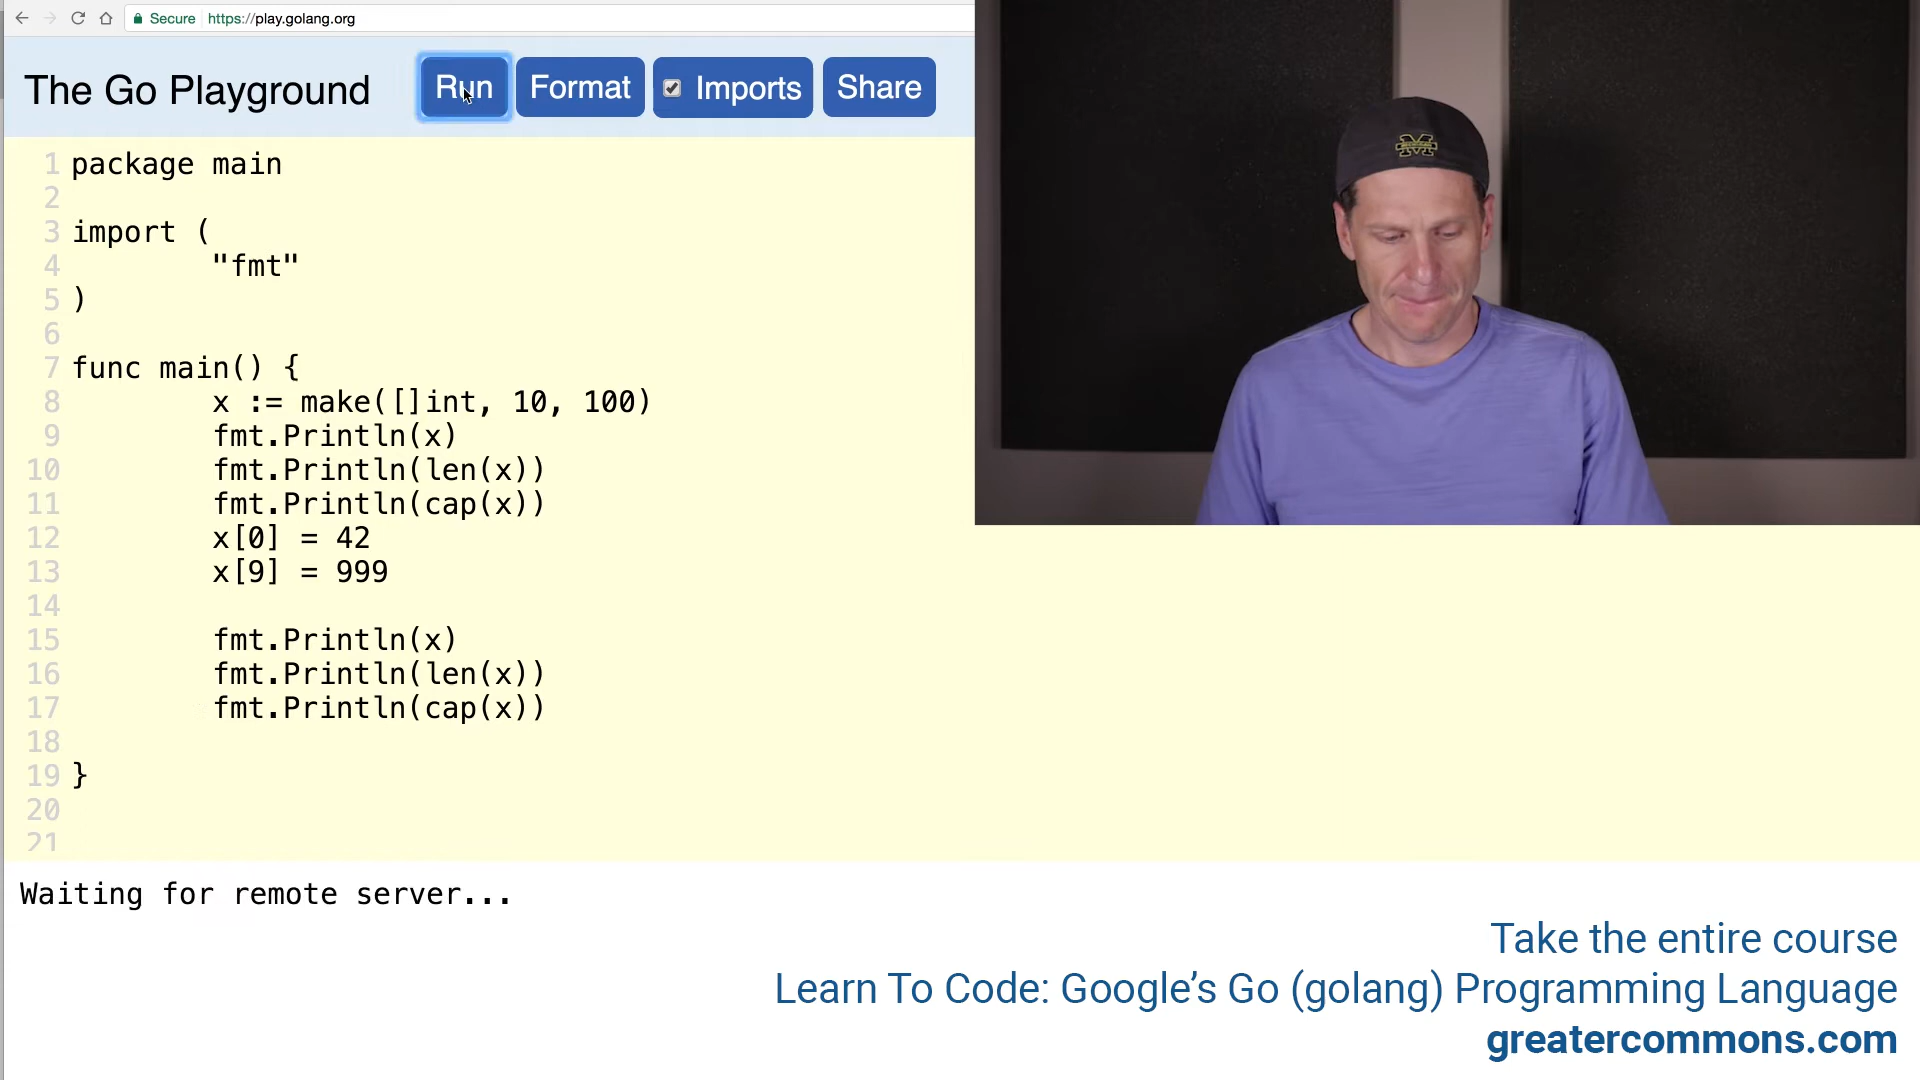 Secure https://play.golang.org
The Go Playground Run Format Imports Share
1 package main
2
3 import (
4 "fmt"
5 )
6
7 func main() {
8 x := make([]int, 10, 100)
9 fmt.Println(x)
10 fmt.Println(len(x))
11 fmt.Println(cap(x))
12 x[0] = 42
13 x[9] = 999
14
15 fmt.Println(x)
16 fmt.Println(len(x))
17 fmt.Println(cap(x))
18
19 }
20
21
Waiting for remote server...
Take the entire course
Learn To Code: Google’s Go (golang) Programming Language
greatercommons.com